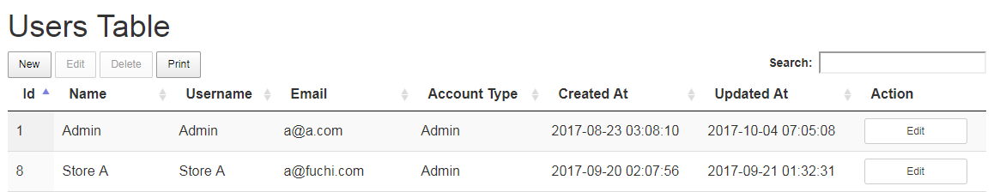 Users Table
New Edit Delete Print Search:
Id Name Username Email Account Type Created At Updated At Action
1 Admin Admin a@a.com Admin 2017-08-23 03:08:10 2017-10-04 07:05:08 Edit
8 Store A Store A a@fuchi.com Admin 2017-09-20 02:07:56 2017-09-21 01:32:31 Edit